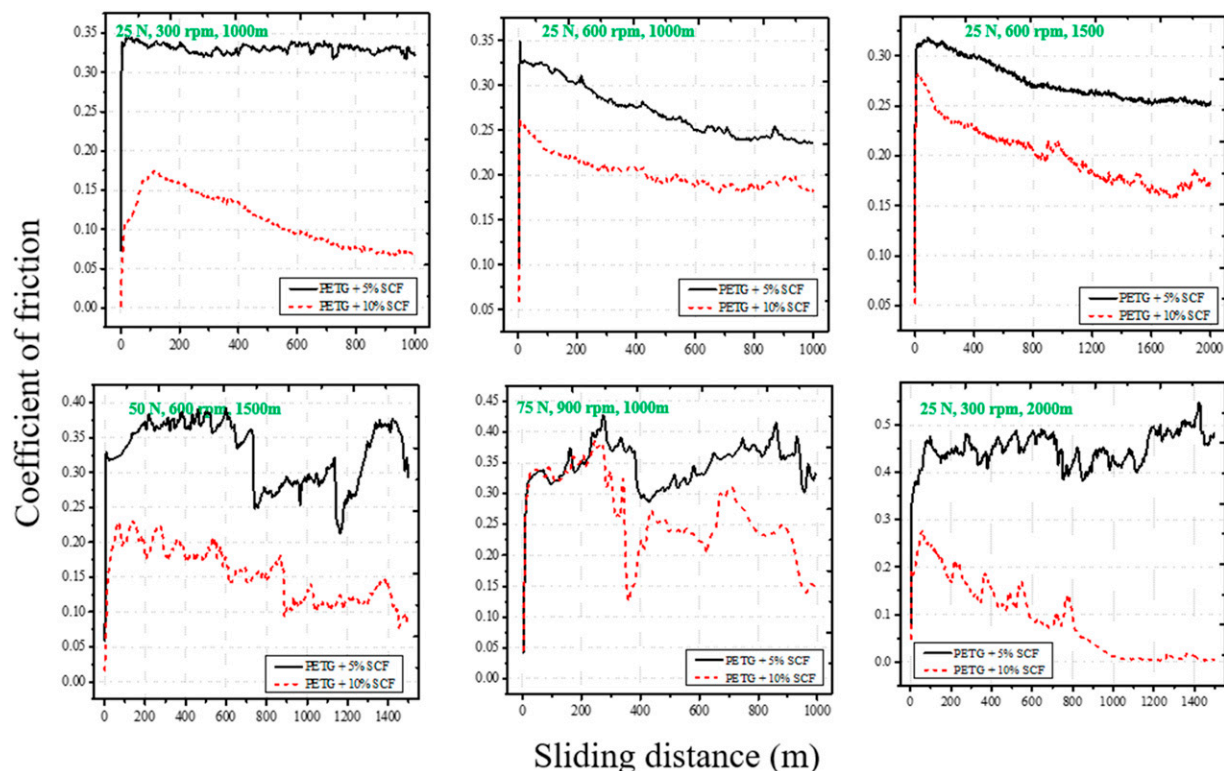 Coefficient of friction
25 N, 300 rpm, 1000m
0.35
0.30
0.25
0.20
0.15
0.10
0.05
0.00
PETG + 5% SCF
PETG + 10% SCF
0 200 400 600 800 1000
25 N, 600 rpm, 1000m
0.35
0.30
0.25
0.20
0.15
0.10
0.05
PETG + 5% SCF
PETG + 10% SCF
0 200 400 600 800 1000
25 N, 600 rpm, 1500
0.30
0.25
0.20
0.15
0.10
0.05
PETG + 5% SCF
PETG + 10% SCF
0 400 800 1200 1600 2000
50 N, 600 rpm, 1500m
0.40
0.35
0.30
0.25
0.20
0.15
0.10
0.05
0.00
PETG + 5% SCF
PETG + 10% SCF
0 200 400 600 800 1000 1200 1400
75 N, 900 rpm, 1000m
0.45
0.40
0.35
0.30
0.25
0.20
0.15
0.10
0.05
0.00
PETG + 5% SCF
PETG + 10% SCF
0 200 400 600 800 1000
25 N, 300 rpm, 2000m
0.5
0.4
0.3
0.2
0.1
0.0
PETG + 5% SCF
PETG + 10% SCF
0 200 400 600 800 1000 1200 1400
Sliding distance (m)